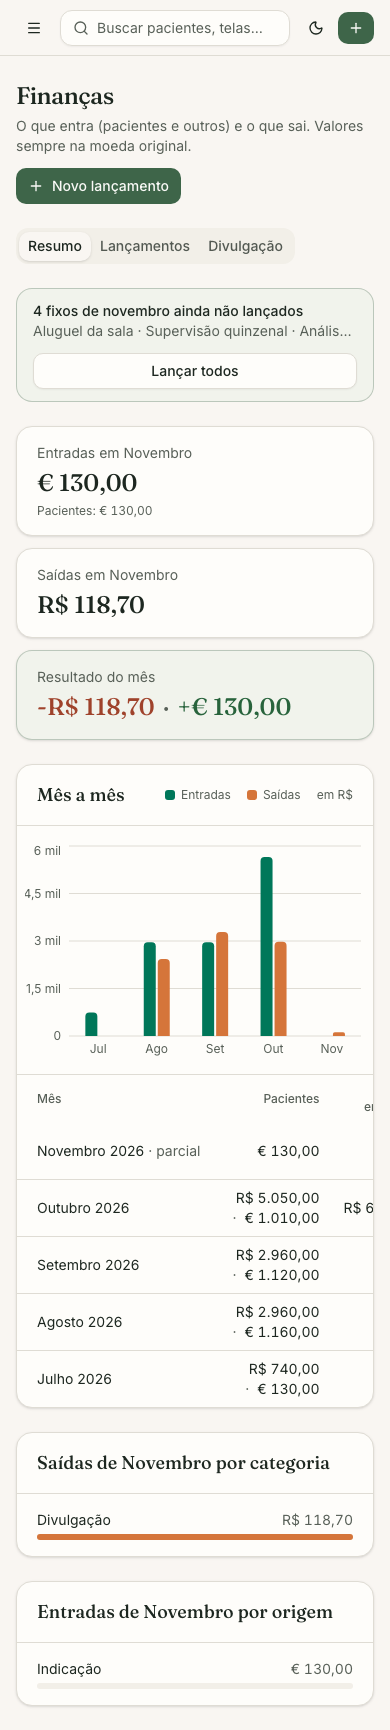 Buscar pacientes, telas...
Finanças
O que entra (pacientes e outros) e o que sai. Valores
sempre na moeda original.
+ Novo lançamento
Resumo Lançamentos Divulgação
4 fixos de novembro ainda não lançados
Aluguel da sala · Supervisão quinzenal · Anális...
Lançar todos
Entradas em Novembro
€ 130,00
Pacientes: € 130,00
Saídas em Novembro
R$ 118,70
Resultado do mês
-R$ 118,70 · +€ 130,00
Mês a mês
Entradas Saídas em R$
6 mil
4,5 mil
3 mil
1,5 mil
0
Jul Ago Set Out Nov
Mês Pacientes
Novembro 2026 · parcial € 130,00
Outubro 2026 R$ 5.050,00 · € 1.010,00 R$ 6
Setembro 2026 R$ 2.960,00 · € 1.120,00
Agosto 2026 R$ 2.960,00 · € 1.160,00
Julho 2026 R$ 740,00 · € 130,00
Saídas de Novembro por categoria
Divulgação R$ 118,70
Entradas de Novembro por origem
Indicação € 130,00